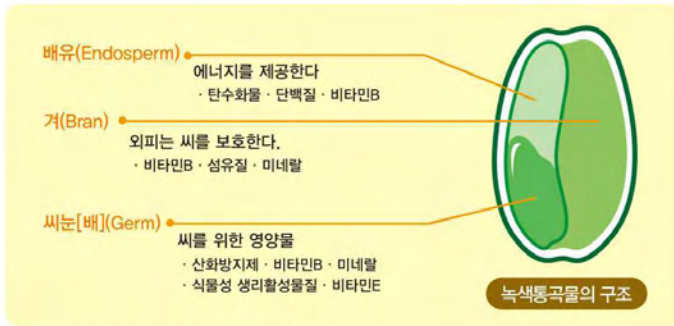 배유(Endosperm)
에너지를 제공한다
· 탄수화물 · 단백질 · 비타민B
겨(Bran)
외피는 씨를 보호한다.
· 비타민B · 섬유질 · 미네랄
씨눈[배](Germ)
씨를 위한 영양물
· 산화방지제 · 비타민B · 미네랄
· 식물성 생리활성물질 · 비타민E
녹색통곡물의 구조